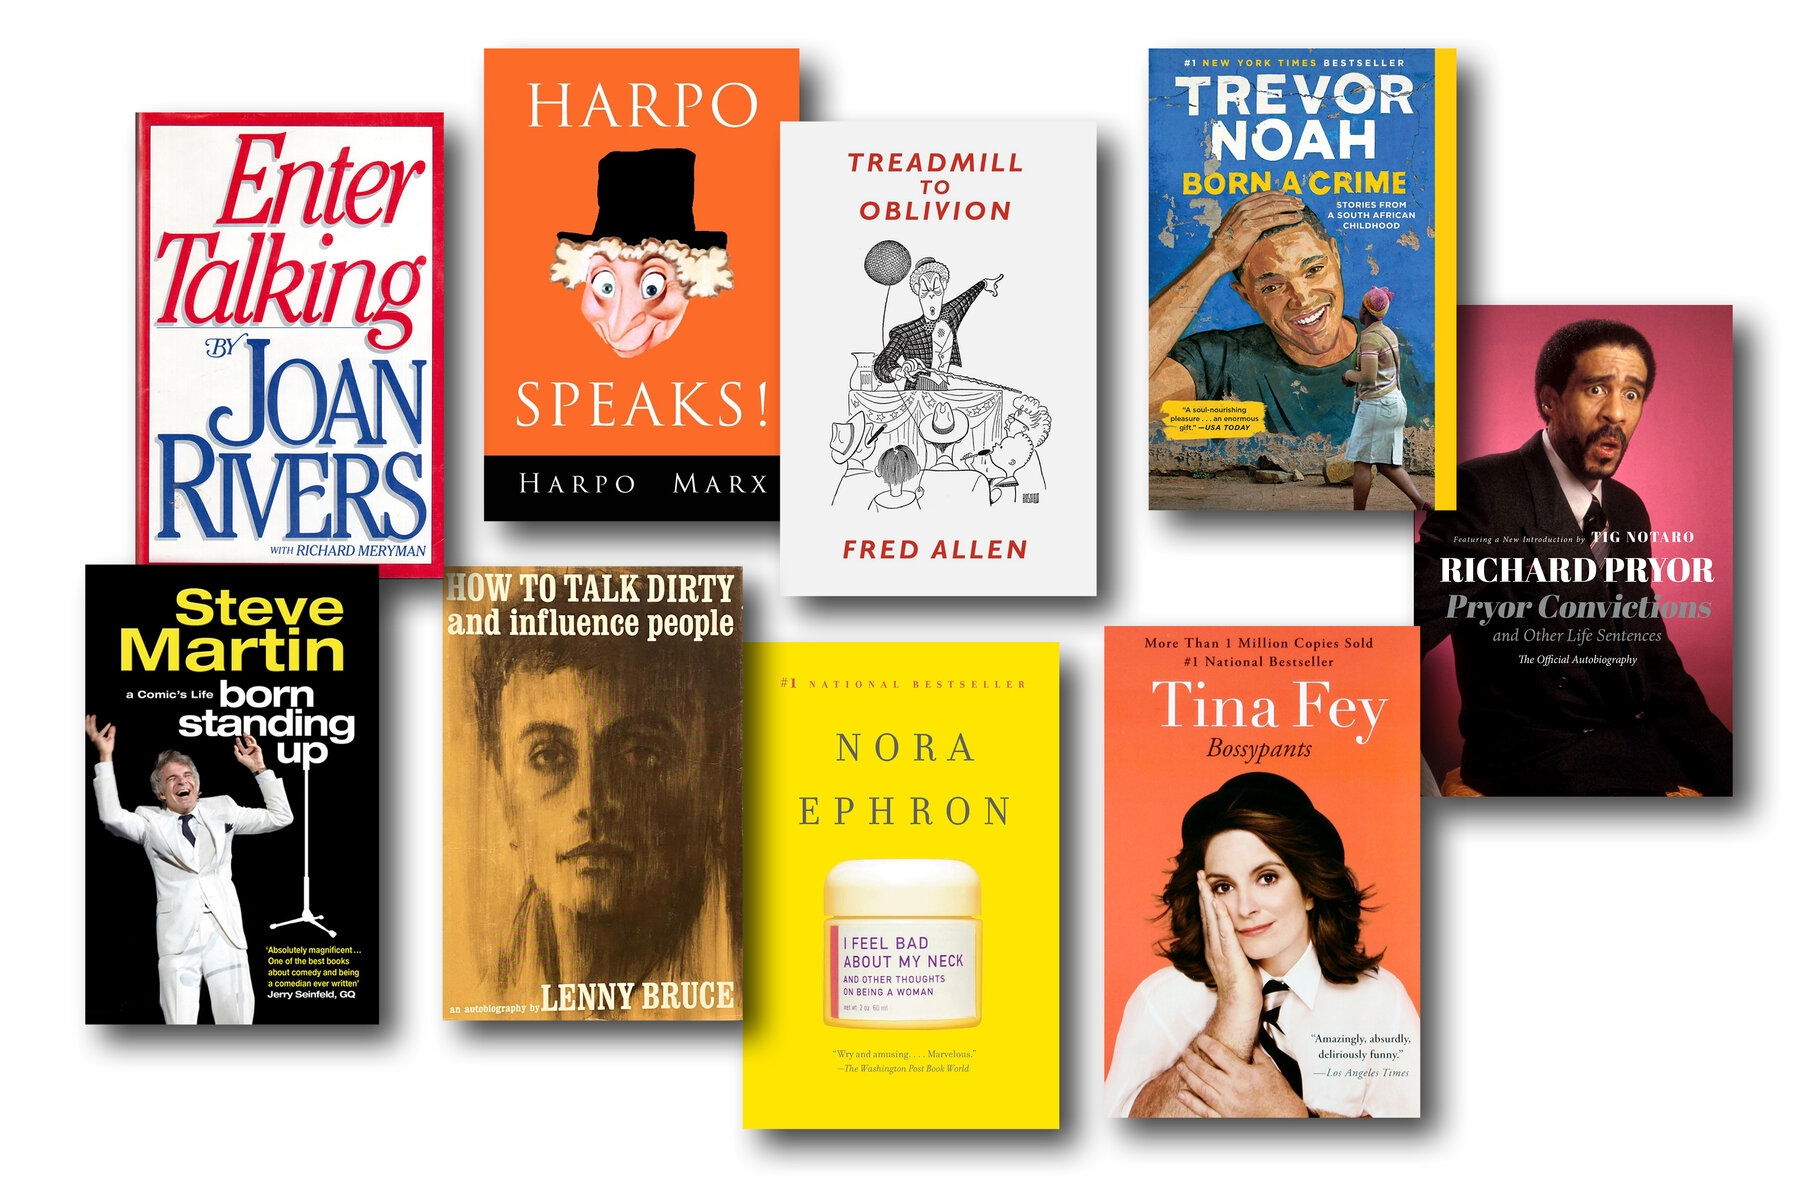 Enter
Talking
BY
JOAN
RIVERS
WITH RICHARD MERYMAN
HARPO
SPEAKS!
HARPO MARX
TREADMILL
TO
OBLIVION
FRED ALLEN
#1 NEW YORK TIMES BESTSELLER
TREVOR
NOAH
BORN A CRIME
STORIES FROM
A SOUTH AFRICAN
CHILDHOOD
"A soul-nourishing
pleasure . . . an enormous
gift." —USA TODAY
Featuring a New Introduction by TIG NOTARO
RICHARD PRYOR
Pryor Convictions
and Other Life Sentences
The Official Autobiography
Steve
Martin
a Comic's Life born
standing
up
'Absolutely magnificent ...
One of the best books
about comedy and being
a comedian ever written'
Jerry Seinfeld, GQ
HOW TO TALK DIRTY
and influence people
an autobiography by LENNY BRUCE
#1 NATIONAL BESTSELLER
NORA
EPHRON
I FEEL BAD
ABOUT MY NECK
AND OTHER THOUGHTS
ON BEING A WOMAN
net wt. 2 oz. 60 ml
"Wry and amusing. . . . Marvelous."
—The Washington Post Book World
More Than 1 Million Copies Sold
#1 National Bestseller
Tina Fey
Bossypants
"Amazingly, absurdly,
deliriously funny."
—Los Angeles Times